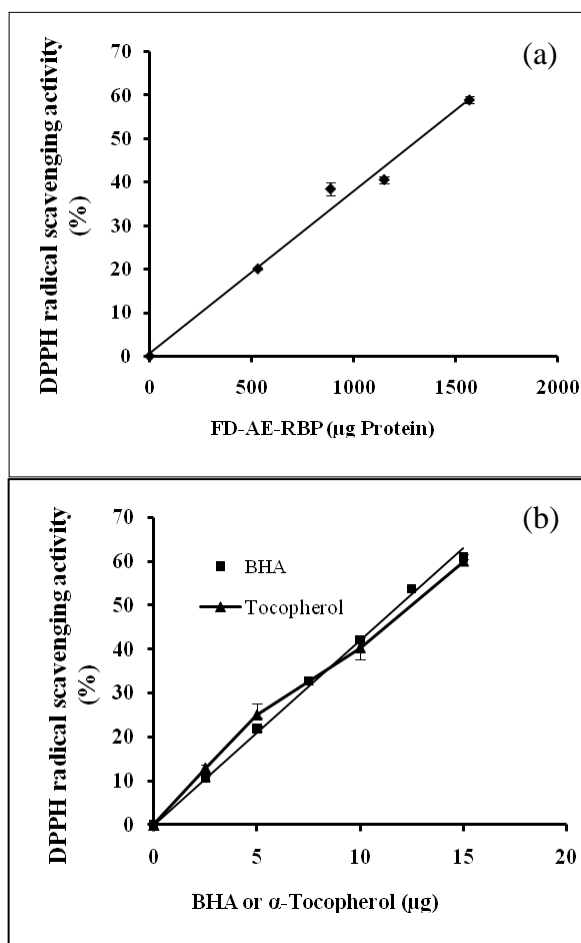 (a)
DPPH radical scavenging activity
(%)
70
60
50
40
30
20
10
0
0 500 1000 1500 2000
FD-AE-RBP (µg Protein)
(b)
DPPH radical scavenging activity
(%)
70
60
50
40
30
20
10
0
BHA
Tocopherol
0 5 10 15 20
BHA or α-Tocopherol (µg)